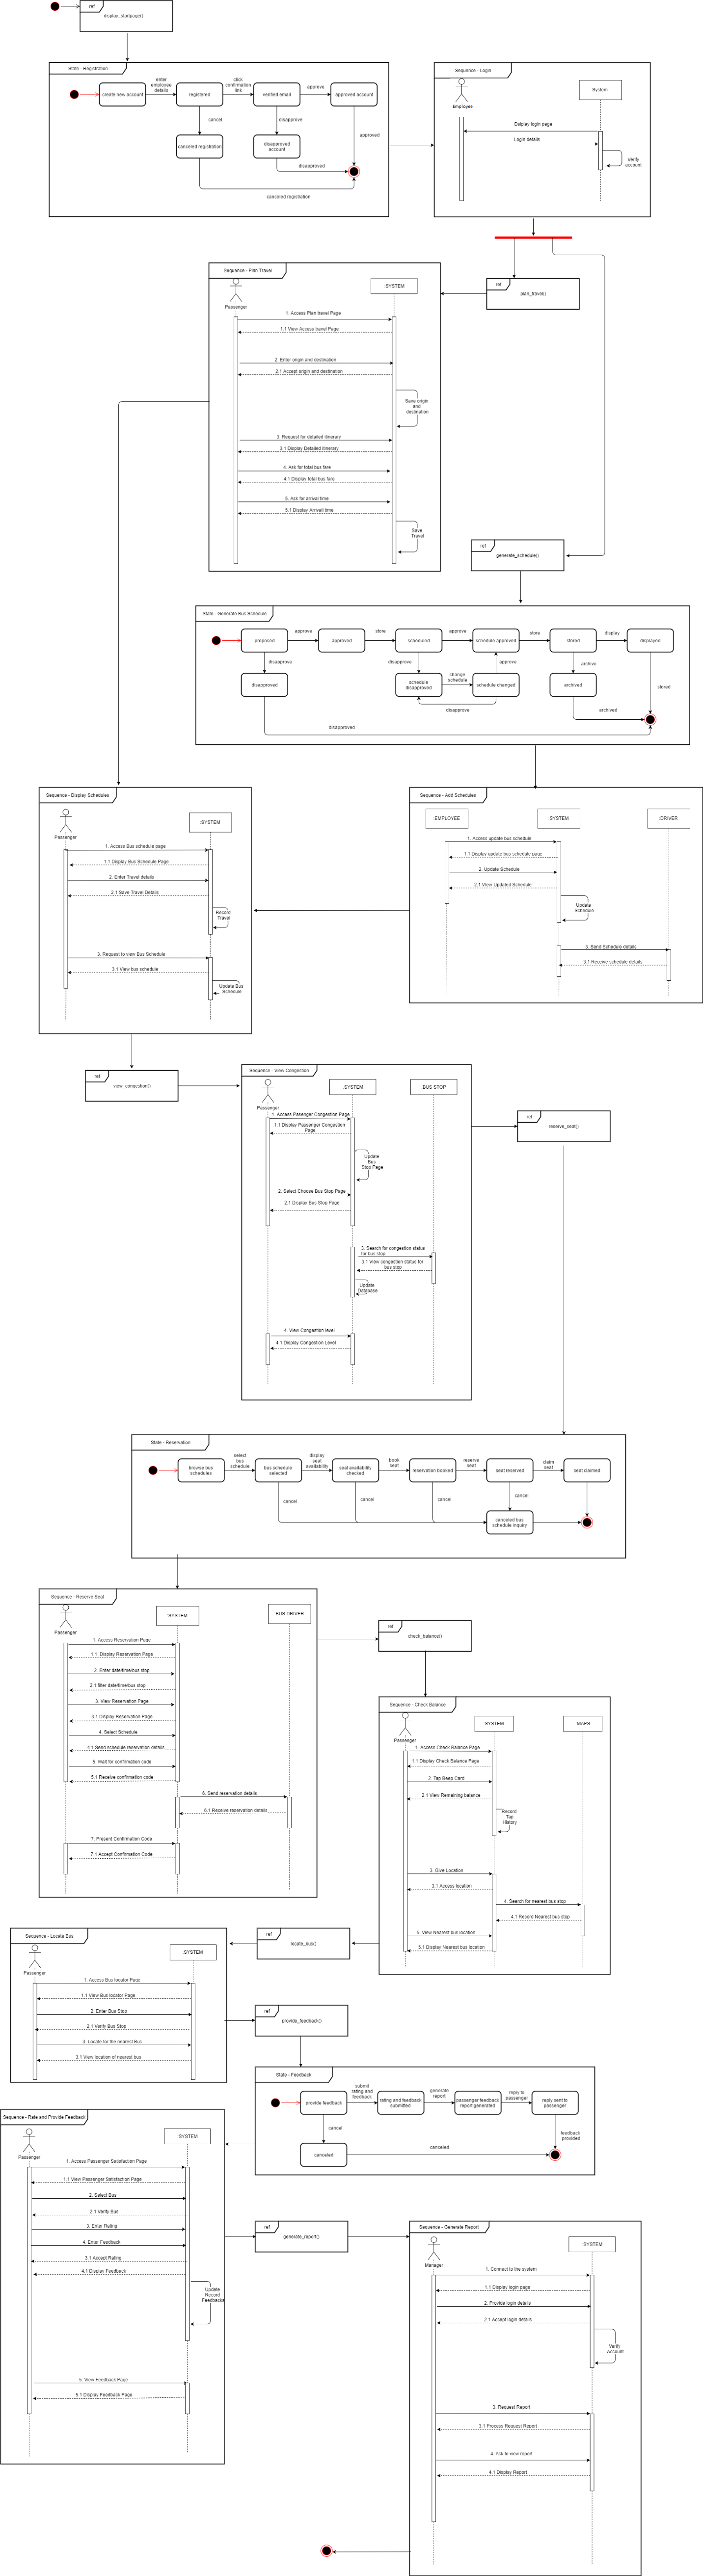 ref
display_startpage()
State - Registration
create new account
enter
employee
details
registered
click
confirmation
link
verified email
approve
approved account
cancel
disapprove
approved
canceled registration
disapproved
account
disapproved
canceled registration
Sequence - Login
Employee
System
Dislplay login page
Login details
Verify
account
ref
plan_travel()
Sequence - Plan Travel
Passenger
:SYSTEM
1. Access Plan travel Page
1.1 View Access travel Page
2. Enter origin and destination
2.1 Accept origin and destination
Save origin
and
destination
3. Request for detailed itinerary
3.1 Display Detailed itinerary
4. Ask for total bus fare
4.1 Display total bus fare
5. Ask for arrival time
5.1 Display Arrivall time
Save
Travel
ref
generate_schedule()
State - Generate Bus Schedule
proposed
approve
approved
store
scheduled
approve
schedule approved
store
stored
display
displayed
disapprove
disapprove
approve
archive
disapproved
schedule
disapproved
change
schedule
schedule changed
archived
stored
disapprove
archived
disapproved
Sequence - Display Schedules
Passenger
:SYSTEM
1. Access Bus schedule page
1.1 Display Bus Schedule Page
2. Enter Travel details
2.1 Save Travel Details
Record
Travel
3. Request to view Bus Schedule
3.1 View bus schedule
Update Bus
Schedule
Sequence - Add Schedules
EMPLOYEE
:SYSTEM
:DRIVER
1. Access update bus schedule
1.1 Display update bus schedule page
2. Update Schedule
2.1 View Updated Schedule
Update
Schedule
3. Send Schedule details
3.1 Receive schedule details
ref
view_congestion()
Sequence - View Congestion
Passenger
:SYSTEM
:BUS STOP
1. Access Pasenger Congestion Page
1.1 Display Passenger Congestion
Page
Update
Bus
Stop Page
2. Select Choose Bus Stop Page
2.1 Display Bus Stop Page
3. Search for congestion status
for bus stop
3.1 View congestion status for
bus stop
Update
Database
4. View Congestion level
4.1 Display Congestion Level
ref
reserve_seat()
State - Reservation
browse bus
schedules
select
bus
schedule
bus schedule
selected
display
seat
availability
seat availability
checked
book
seat
reservation booked
reserve
seat
seat reserved
claim
seat
seat claimed
cancel
cancel
cancel
cancel
canceled bus
schedule inquiry
Sequence - Reserve Seat
Passenger
:SYSTEM
:BUS DRIVER
1. Access Reservation Page
1.1 Display Reservation Page
2. Enter date/time/bus stop
2.1 filter date/time/bus stop
3. View Reservation Page
3.1 Display Reservation Page
4. Select Schedule
4.1 Send schedule reservation details
5. Wait for confirmation code
5.1 Receive confirmation code
6. Send reservation details
6.1 Receive reservation details
7. Present Confirmation Code
7.1 Accept Confirmation Code
ref
check_balance()
Sequence - Check Balance
Passenger
:SYSTEM
MAPS
1. Access Check Balance Page
1.1 Display Check Balance Page
2. Tap Beep Card
2.1 View Remaining balance
Record
Tap
History
3. Give Location
3.1 Access location
4. Search for nearest bus stop
4.1 Record Nearest bus stop
5. View Nearest bus location
5.1 Display Nearest bus location
ref
locate_bus()
Sequence - Locate Bus
Passenger
SYSTEM
1. Access Bus locator Page
1.1 View Bus locator Page
2. Enter Bus Stop
2.1 Verify Bus Stop
3. Locate for the nearest Bus
3.1 View location of nearest bus
ref
provide_feedback()
State - Feedback
provide feedback
submit
rating and
feedback
rating and feedback
submitted
generate
report
passenger feedback
report generated
reply to
passenger
reply sent to
passenger
cancel
feedback
provided
canceled
canceled
Sequence - Rate and Provide Feedback
Passenger
:SYSTEM
1. Access Passenger Satisfaction Page
1.1 View Passenger Satisfaction Page
2. Select Bus
2.1 Verify Bus
3. Enter Rating
4. Enter Feedback
3.1 Accept Rating
4.1 Display Feedback
Update
Record
Feedbacks
5. View Feedback Page
5.1 Display Feedback Page
ref
generate_report()
Sequence - Generate Report
Manager
:SYSTEM
1. Connect to the system
1.1 Display login page
2. Provide login details
2.1 Accept login details
Verify
Account
3. Request Report
3.1 Process Request Report
4. Ask to view report
4.1 Display Report